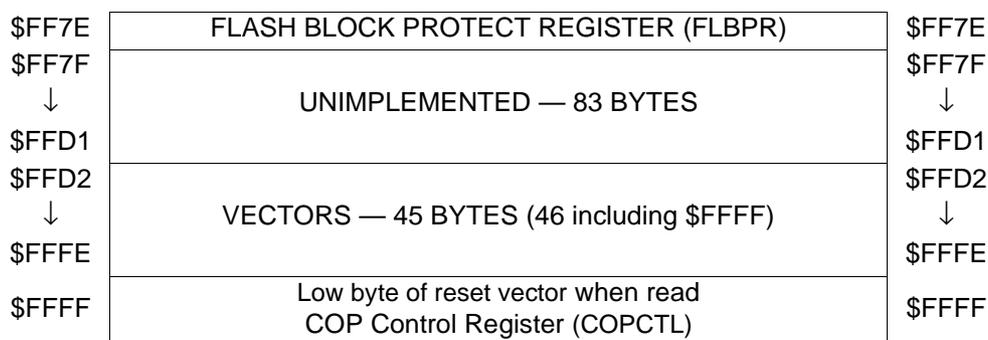 $FF7E FLASH BLOCK PROTECT REGISTER (FLBPR) $FF7E
$FF7F $FF7F
↓ UNIMPLEMENTED — 83 BYTES ↓
$FFD1 $FFD1
$FFD2 $FFD2
↓ VECTORS — 45 BYTES (46 including $FFFF) ↓
$FFFE $FFFE
$FFFF Low byte of reset vector when read $FFFF
COP Control Register (COPCTL)